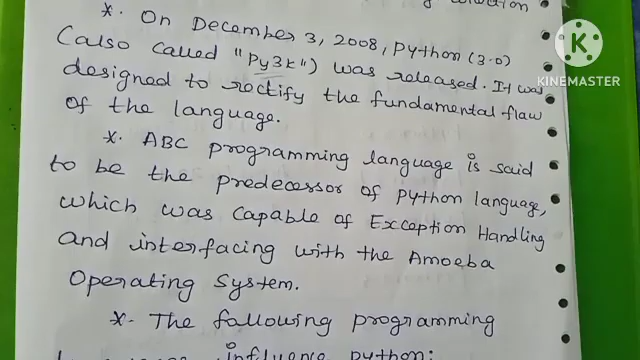 * On December 3, 2008, Python (3.0)
(also called "Py3K") was released. It was
designed to rectify the fundamental flaw
of the language.
* ABC programming language is said
to be the predecessor of Python language,
which was capable of Exception Handling
and interfacing with the Amoeba
Operating System.
* The following programming
influence Python:
KINEMASTER